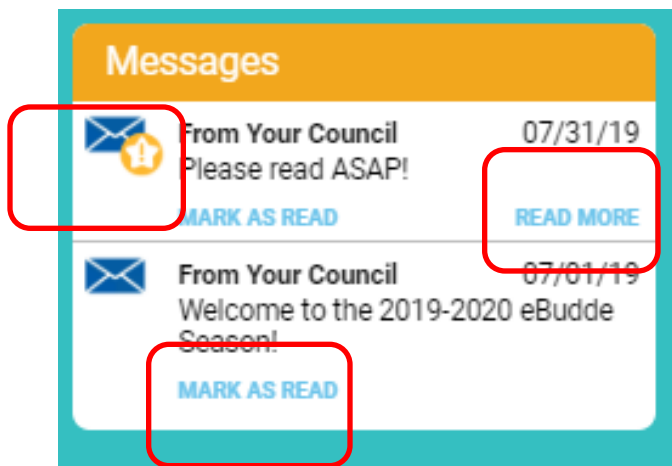 Messages
From Your Council 07/31/19
Please read ASAP!
MARK AS READ READ MORE
From Your Council 07/01/19
Welcome to the 2019-2020 eBudde
Season!
MARK AS READ